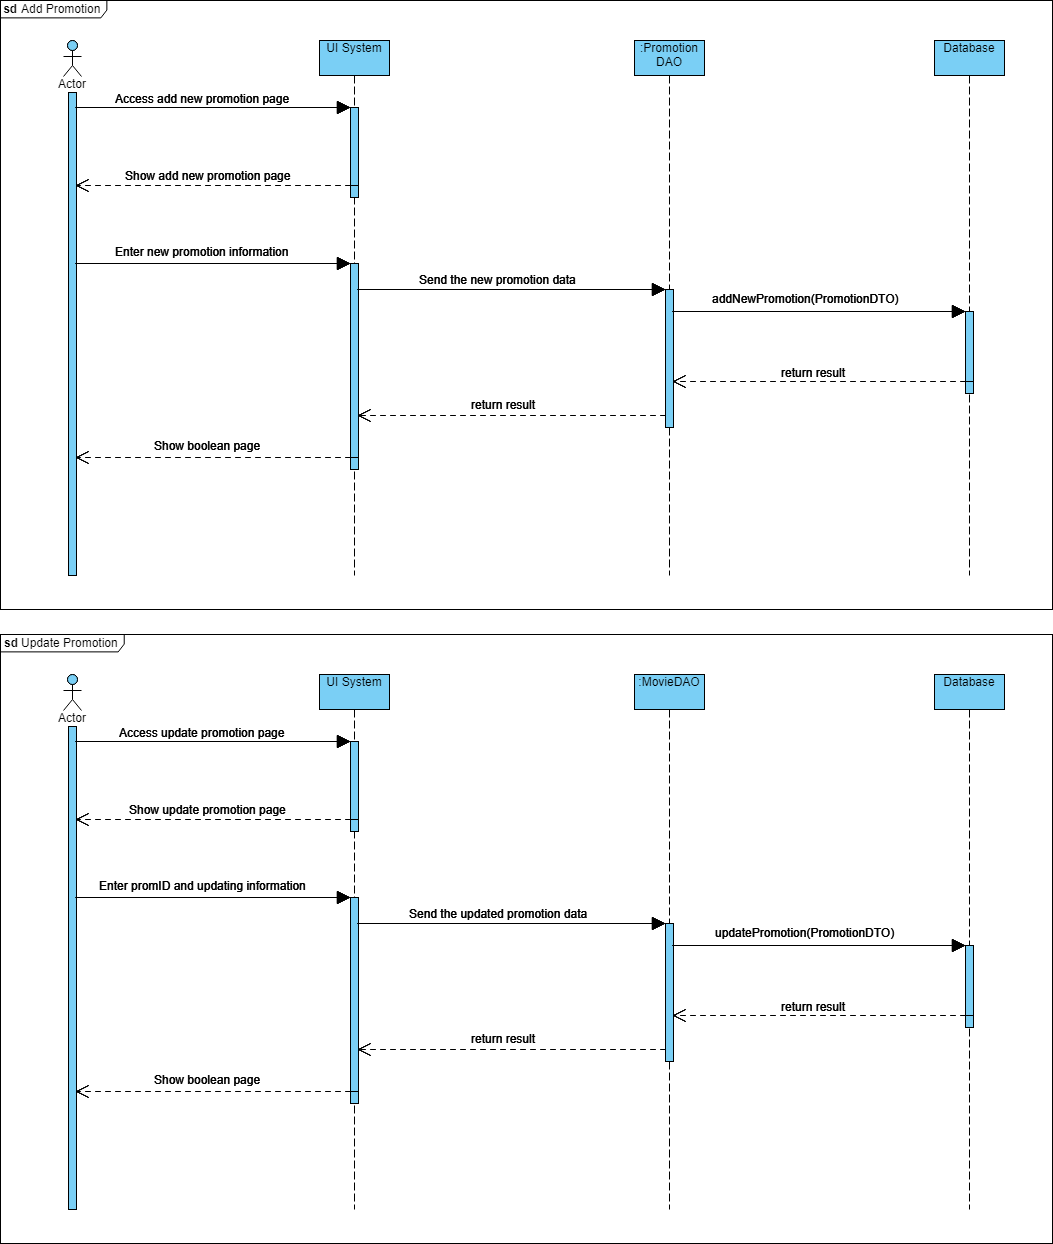 sd Add Promotion
Actor
UI System
:Promotion
DAO
Database
Access add new promotion page
Show add new promotion page
Enter new promotion information
Send the new promotion data
addNewPromotion(PromotionDTO)
return result
return result
Show boolean page
sd Update Promotion
Actor
UI System
:MovieDAO
Database
Access update promotion page
Show update promotion page
Enter promID and updating information
Send the updated promotion data
updatePromotion(PromotionDTO)
return result
return result
Show boolean page